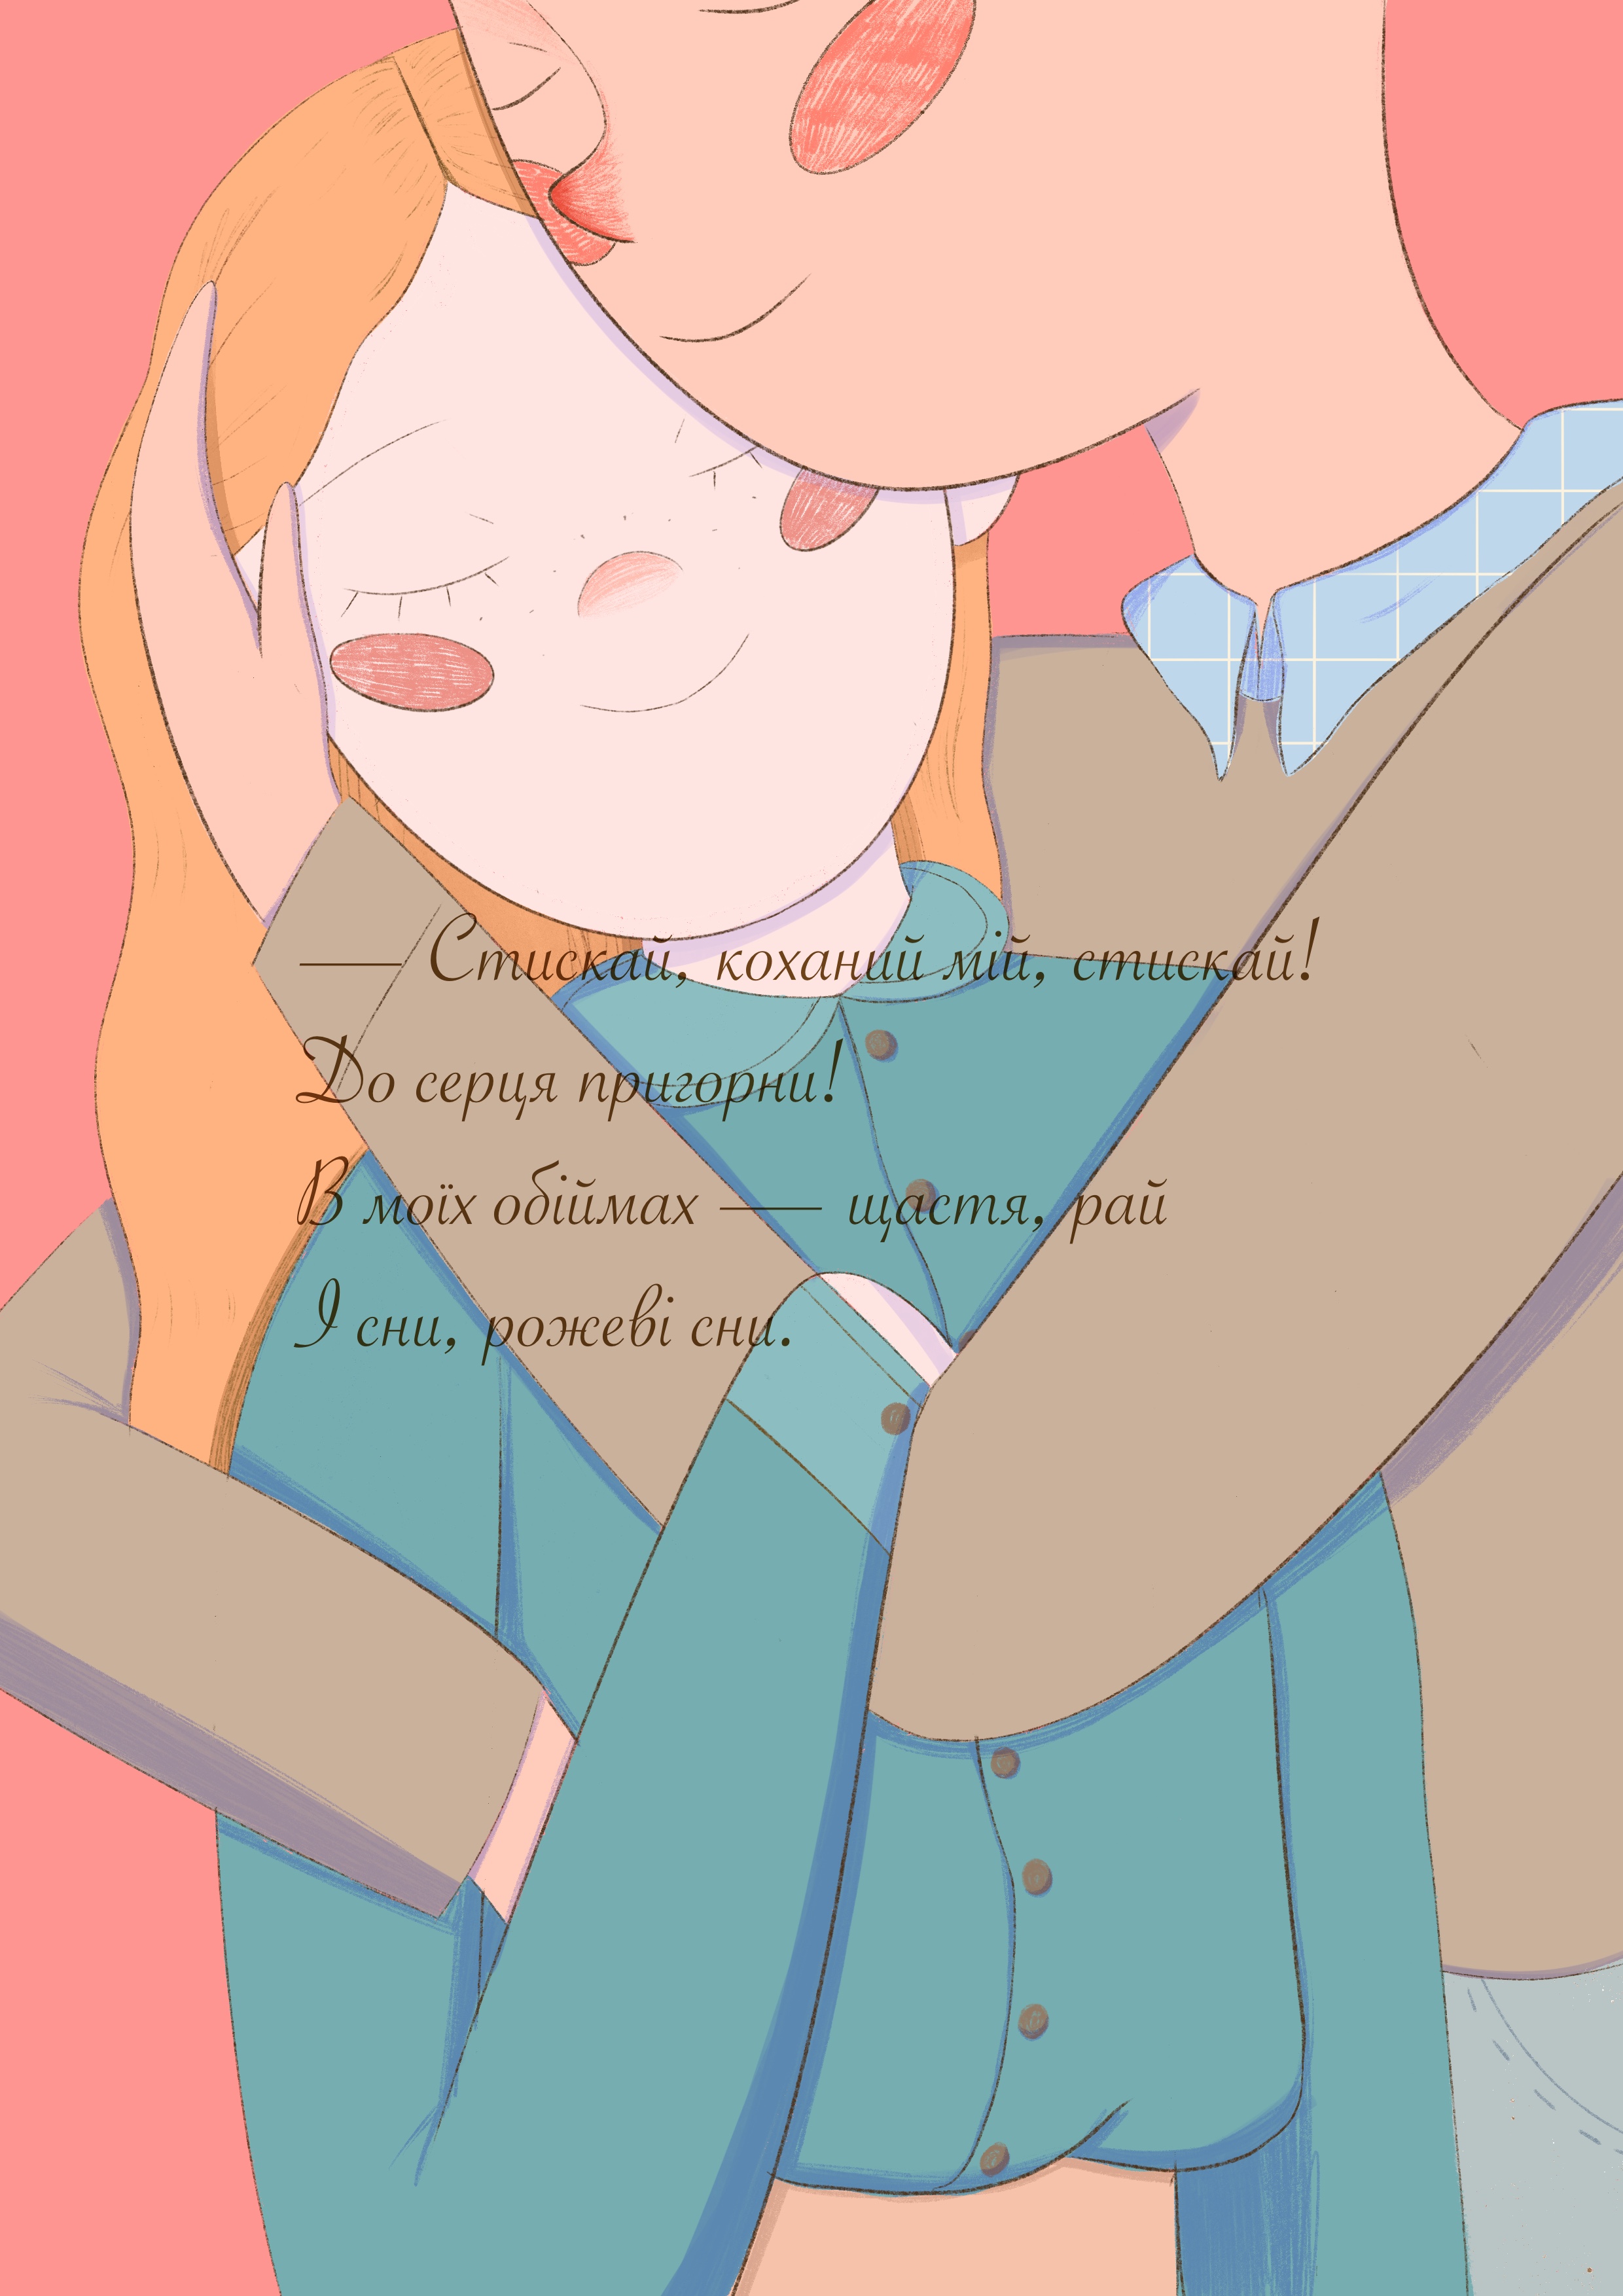 — Стискай, коханий мій, стискай!
До серця пригорни!
В моїх обіймах — щастя, рай
І сни, рожеві сни.